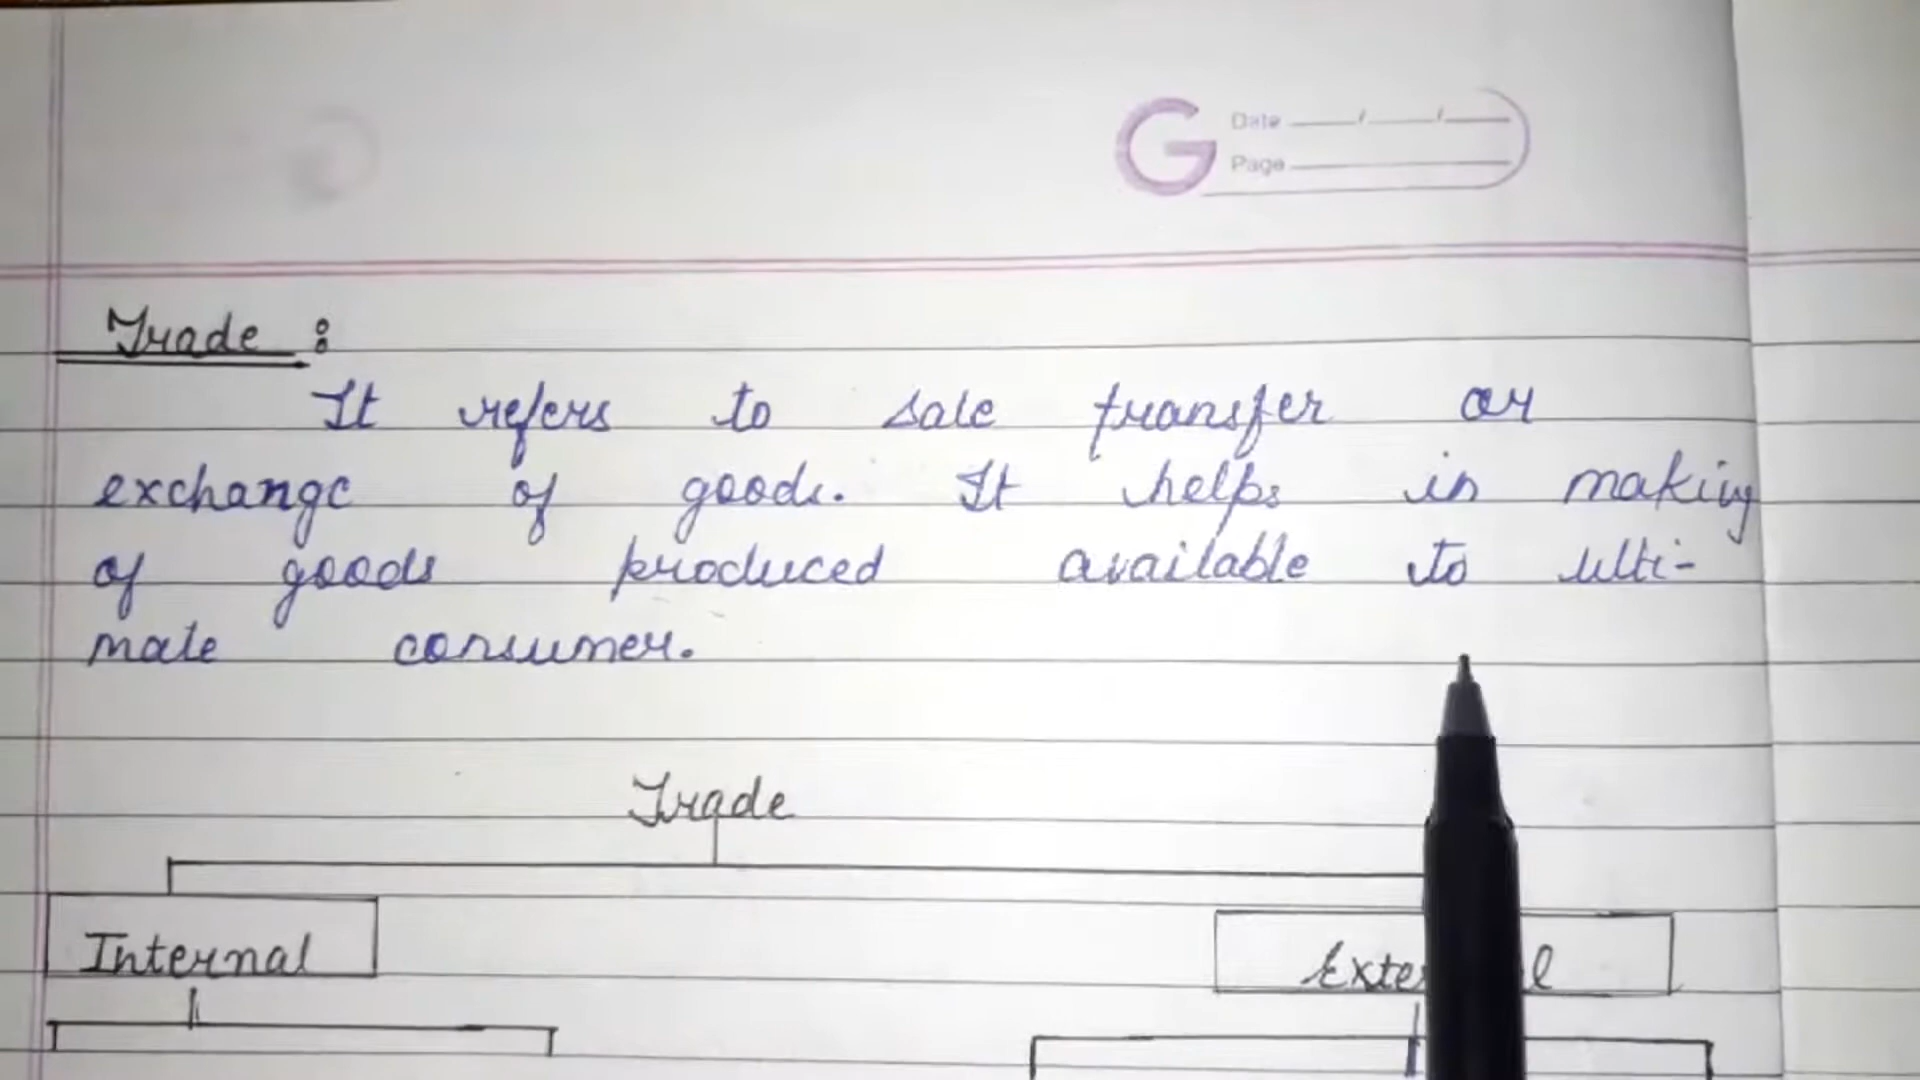 G
Date / /
Page
Trade :
It refers to sale transfer or
exchange of goods. It helps in making
of goods produced available to ulti-
mate consumer.
Trade
Internal